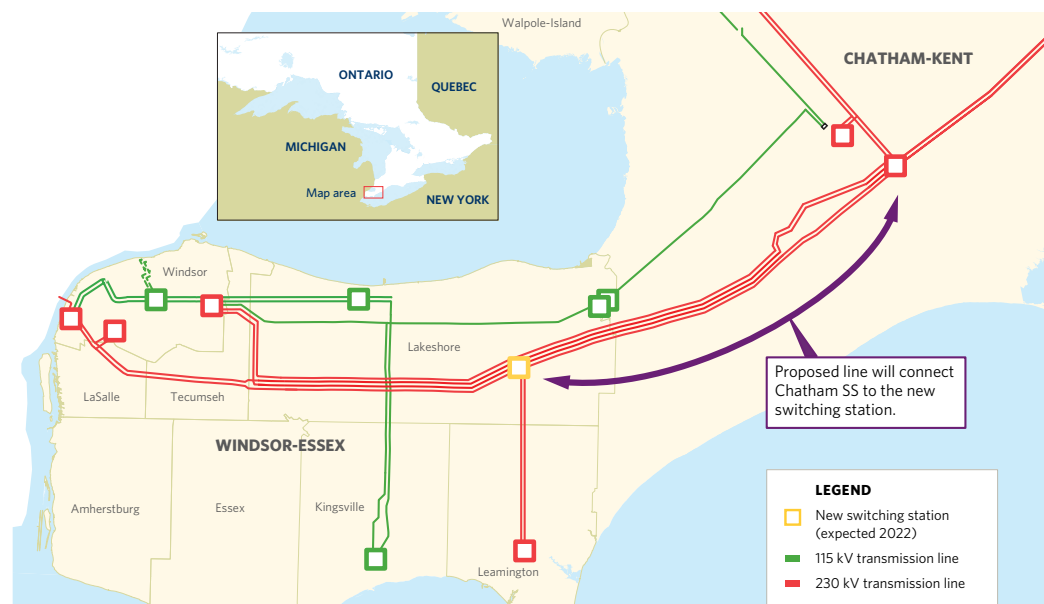 Walpole-Island
CHATHAM-KENT
ONTARIO
QUEBEC
MICHIGAN
Map area
NEW YORK
Windsor
Lakeshore
LaSalle
Tecumseh
Proposed line will connect
Chatham SS to the new
switching station.
WINDSOR-ESSEX
Amherstburg
Essex
Kingsville
Leamington
LEGEND
New switching station
(expected 2022)
115 kV transmission line
230 kV transmission line